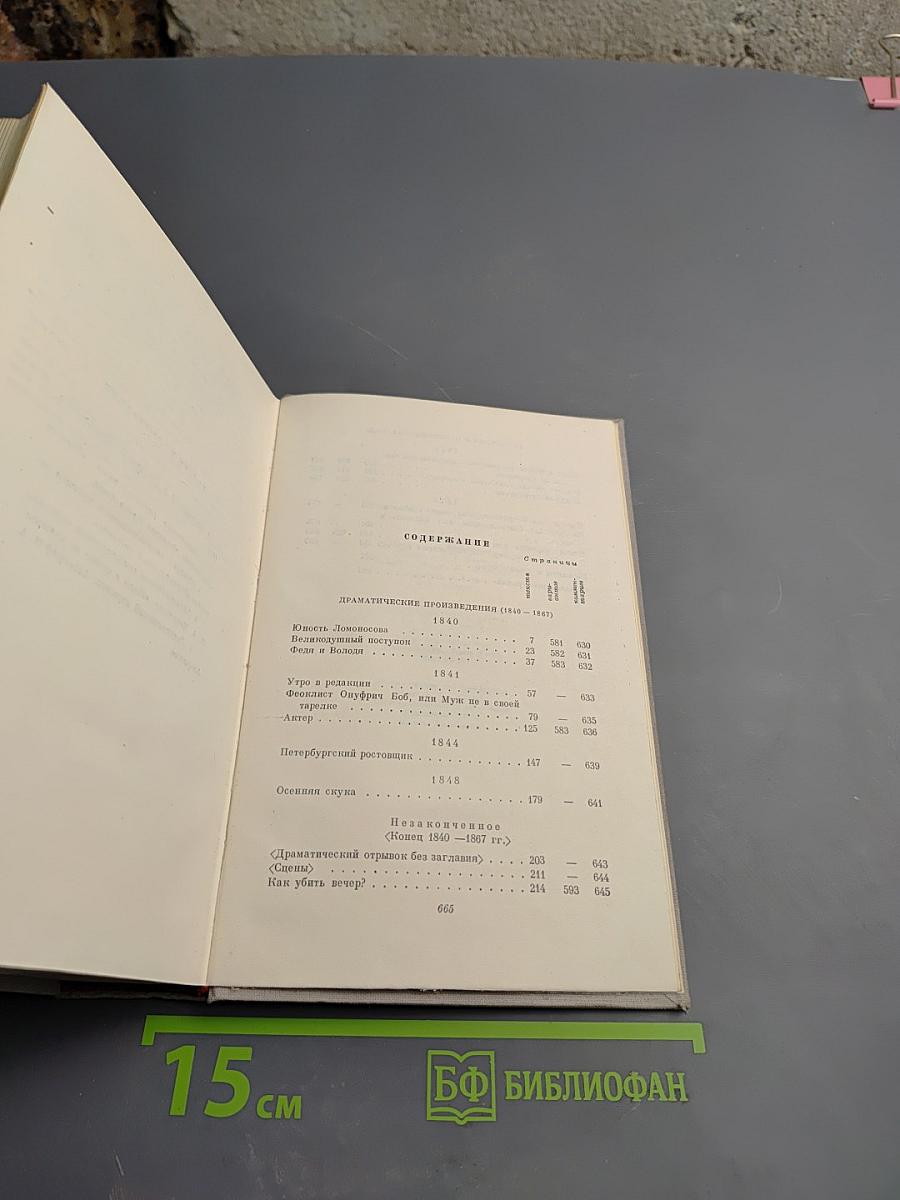 СОДЕРЖАНИЕ
Страницы
текста
вари-
антов
коммен-
тария
ДРАМАТИЧЕСКИЕ ПРОИЗВЕДЕНИЯ (1840 — 1867)
1840
Юность Ломоносова . . . . . . . . . . . . . 7 581 630
Великодушный поступок . . . . . . . . . . . 23 582 631
Федя и Володя . . . . . . . . . . . . . . . . 37 583 632
1841
Утро в редакции . . . . . . . . . . . . . . . 57 — 633
Феоклист Онуфрич Боб, или Муж не в своей
тарелке . . . . . . . . . . . . . . . . . . 79 — 635
Актер . . . . . . . . . . . . . . . . . . . . . 125 583 636
1844
Петербургский ростовщик . . . . . . . . . . . 147 — 639
1848
Осенняя скука . . . . . . . . . . . . . . . . 179 — 641
Незаконченное
〈Конец 1840 —1867 гг.〉
〈Драматический отрывок без заглавия〉 . . . . 203 — 643
〈Сцены〉 . . . . . . . . . . . . . . . . . . . . 211 — 644
Как убить вечер? . . . . . . . . . . . . . . . 214 593 645
665
15 см
БФ БИБЛИОФАН